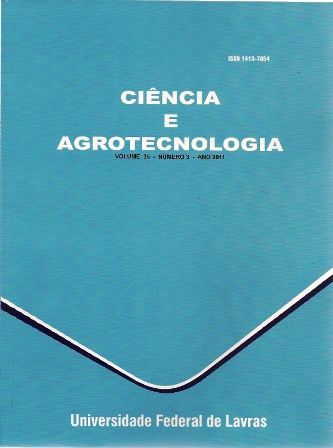 ISSN 1413-7054
CIÊNCIA
E
AGROTECNOLOGIA
VOLUME 35 - NÚMERO 3 - ANO 2011
Universidade Federal de Lavras